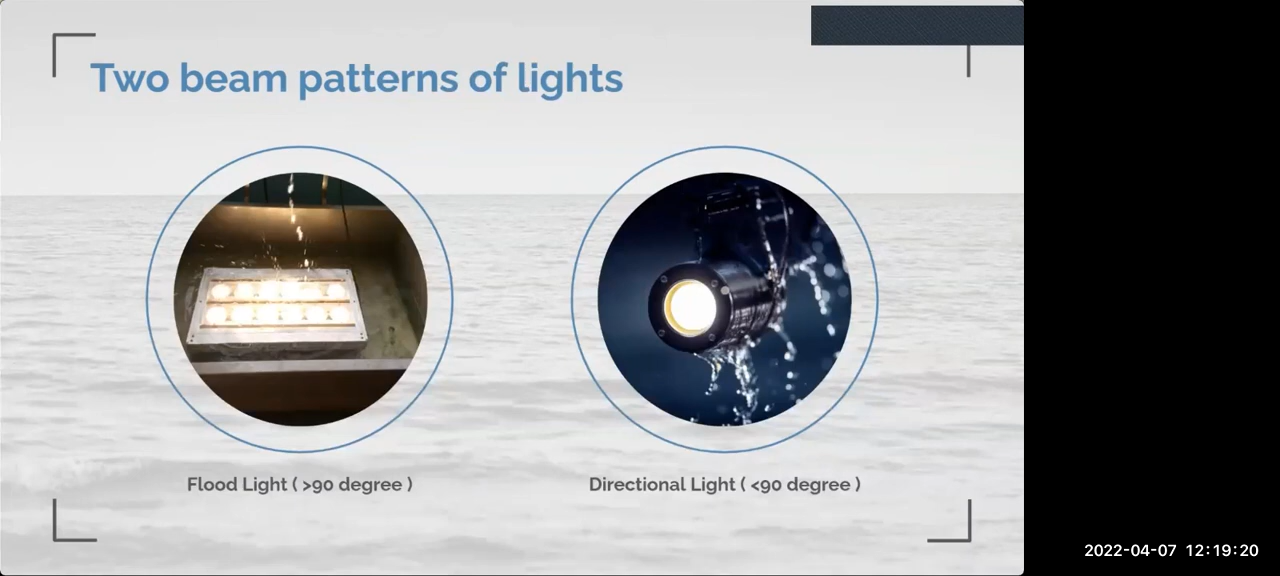 Two beam patterns of lights
Flood Light ( >90 degree )
Directional Light ( <90 degree )
2022-04-07 12:19:20